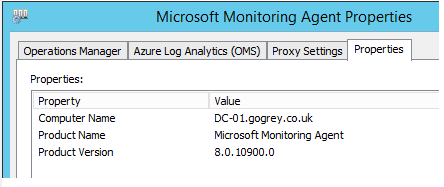 Microsoft Monitoring Agent Properties
Operations Manager Azure Log Analytics (OMS) Proxy Settings Properties
Properties:
Property Value
Computer Name DC-01.gogrey.co.uk
Product Name Microsoft Monitoring Agent
Product Version 8.0.10900.0